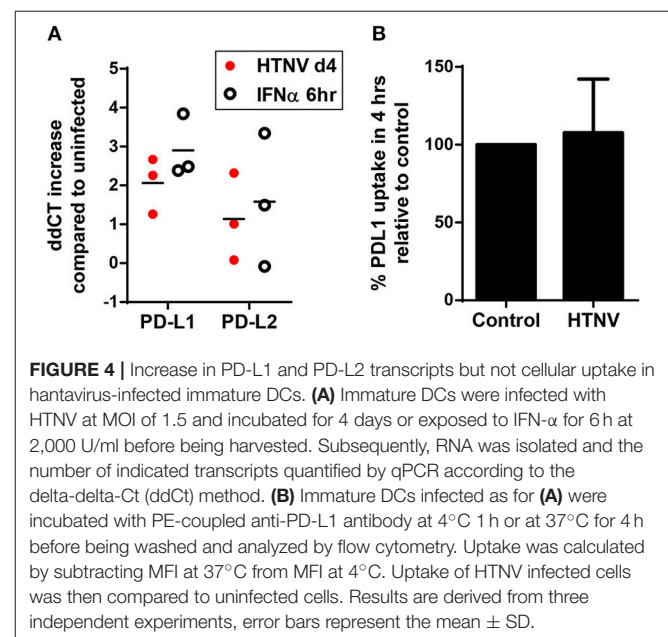 A
B
ddCT increase
compared to uninfected
5
4
3
2
1
0
-1
HTNV d4
IFNα 6hr
PD-L1 PD-L2
% PDL1 uptake in 4 hrs
relative to control
150
100
50
0
Control HTNV
FIGURE 4 | Increase in PD-L1 and PD-L2 transcripts but not cellular uptake in
hantavirus-infected immature DCs. (A) Immature DCs were infected with
HTNV at MOI of 1.5 and incubated for 4 days or exposed to IFN-α for 6 h at
2,000 U/ml before being harvested. Subsequently, RNA was isolated and the
number of indicated transcripts quantified by qPCR according to the
delta-delta-Ct (ddCt) method. (B) Immature DCs infected as for (A) were
incubated with PE-coupled anti-PD-L1 antibody at 4°C 1 h or at 37°C for 4 h
before being washed and analyzed by flow cytometry. Uptake was calculated
by subtracting MFI at 37°C from MFI at 4°C. Uptake of HTNV infected cells
was then compared to uninfected cells. Results are derived from three
independent experiments, error bars represent the mean ± SD.